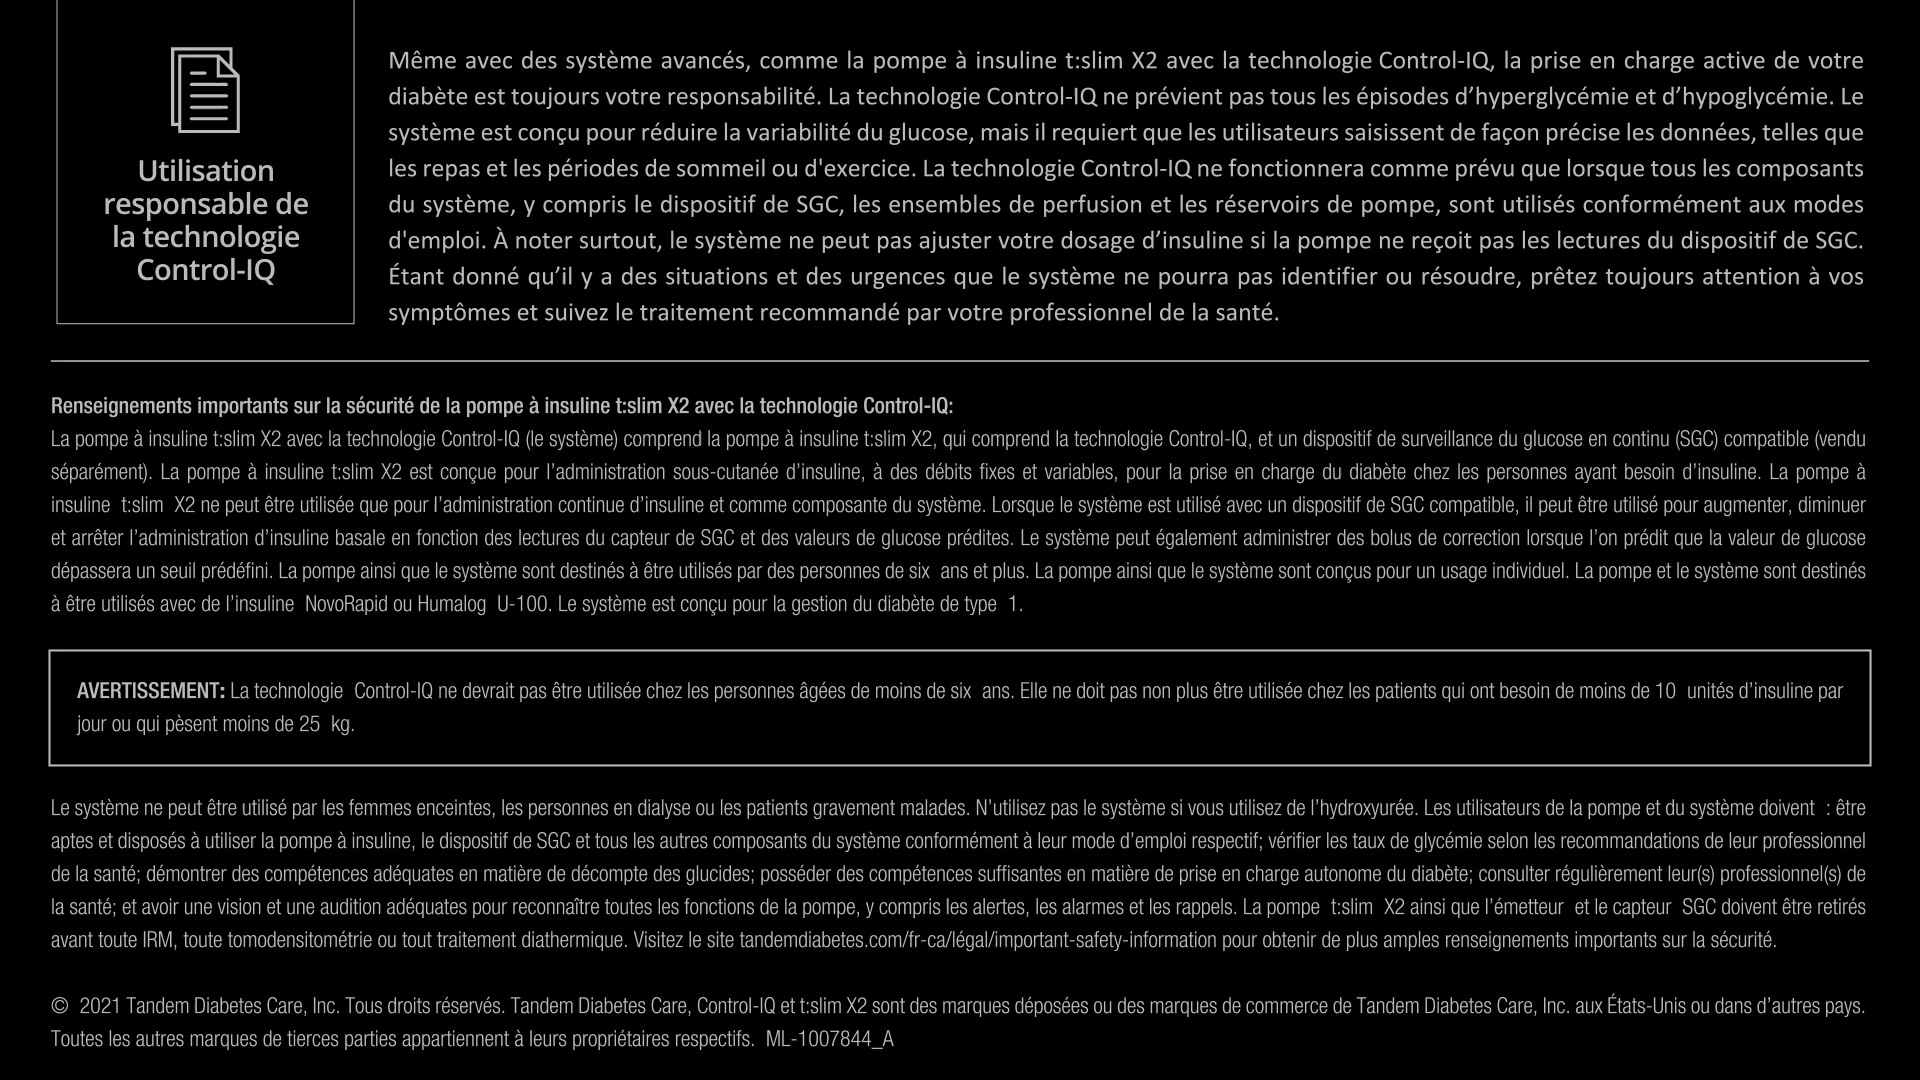 Utilisation
responsable de
la technologie
Control-IQ
Même avec des système avancés, comme la pompe à insuline t:slim X2 avec la technologie Control-IQ, la prise en charge active de votre
diabète est toujours votre responsabilité. La technologie Control-IQ ne prévient pas tous les épisodes d’hyperglycémie et d’hypoglycémie. Le
système est conçu pour réduire la variabilité du glucose, mais il requiert que les utilisateurs saisissent de façon précise les données, telles que
les repas et les périodes de sommeil ou d'exercice. La technologie Control-IQ ne fonctionnera comme prévu que lorsque tous les composants
du système, y compris le dispositif de SGC, les ensembles de perfusion et les réservoirs de pompe, sont utilisés conformément aux modes
d'emploi. À noter surtout, le système ne peut pas ajuster votre dosage d’insuline si la pompe ne reçoit pas les lectures du dispositif de SGC.
Étant donné qu’il y a des situations et des urgences que le système ne pourra pas identifier ou résoudre, prêtez toujours attention à vos
symptômes et suivez le traitement recommandé par votre professionnel de la santé.
Renseignements importants sur la sécurité de la pompe à insuline t:slim X2 avec la technologie Control-IQ:
La pompe à insuline t:slim X2 avec la technologie Control-IQ (le système) comprend la pompe à insuline t:slim X2, qui comprend la technologie Control-IQ, et un dispositif de surveillance du glucose en continu (SGC) compatible (vendu
séparément). La pompe à insuline t:slim X2 est conçue pour l’administration sous-cutanée d’insuline, à des débits fixes et variables, pour la prise en charge du diabète chez les personnes ayant besoin d’insuline. La pompe à
insuline t:slim X2 ne peut être utilisée que pour l’administration continue d’insuline et comme composante du système. Lorsque le système est utilisé avec un dispositif de SGC compatible, il peut être utilisé pour augmenter, diminuer
et arrêter l’administration d’insuline basale en fonction des lectures du capteur de SGC et des valeurs de glucose prédites. Le système peut également administrer des bolus de correction lorsque l’on prédit que la valeur de glucose
dépassera un seuil prédéfini. La pompe ainsi que le système sont destinés à être utilisés par des personnes de six ans et plus. La pompe ainsi que le système sont conçus pour un usage individuel. La pompe et le système sont destinés
à être utilisés avec de l’insuline NovoRapid ou Humalog U-100. Le système est conçu pour la gestion du diabète de type 1.
AVERTISSEMENT: La technologie Control-IQ ne devrait pas être utilisée chez les personnes âgées de moins de six ans. Elle ne doit pas non plus être utilisée chez les patients qui ont besoin de moins de 10 unités d’insuline par
jour ou qui pèsent moins de 25 kg.
Le système ne peut être utilisé par les femmes enceintes, les personnes en dialyse ou les patients gravement malades. N’utilisez pas le système si vous utilisez de l’hydroxyurée. Les utilisateurs de la pompe et du système doivent : être
aptes et disposés à utiliser la pompe à insuline, le dispositif de SGC et tous les autres composants du système conformément à leur mode d’emploi respectif; vérifier les taux de glycémie selon les recommandations de leur professionnel
de la santé; démontrer des compétences adéquates en matière de décompte des glucides; posséder des compétences suffisantes en matière de prise en charge autonome du diabète; consulter régulièrement leur(s) professionnel(s) de
la santé; et avoir une vision et une audition adéquates pour reconnaître toutes les fonctions de la pompe, y compris les alertes, les alarmes et les rappels. La pompe t:slim X2 ainsi que l’émetteur et le capteur SGC doivent être retirés
avant toute IRM, toute tomodensitométrie ou tout traitement diathermique. Visitez le site tandemdiabetes.com/fr-ca/légal/important-safety-information pour obtenir de plus amples renseignements importants sur la sécurité.
© 2021 Tandem Diabetes Care, Inc. Tous droits réservés. Tandem Diabetes Care, Control-IQ et t:slim X2 sont des marques déposées ou des marques de commerce de Tandem Diabetes Care, Inc. aux États-Unis ou dans d’autres pays.
Toutes les autres marques de tierces parties appartiennent à leurs propriétaires respectifs. ML-1007844_A